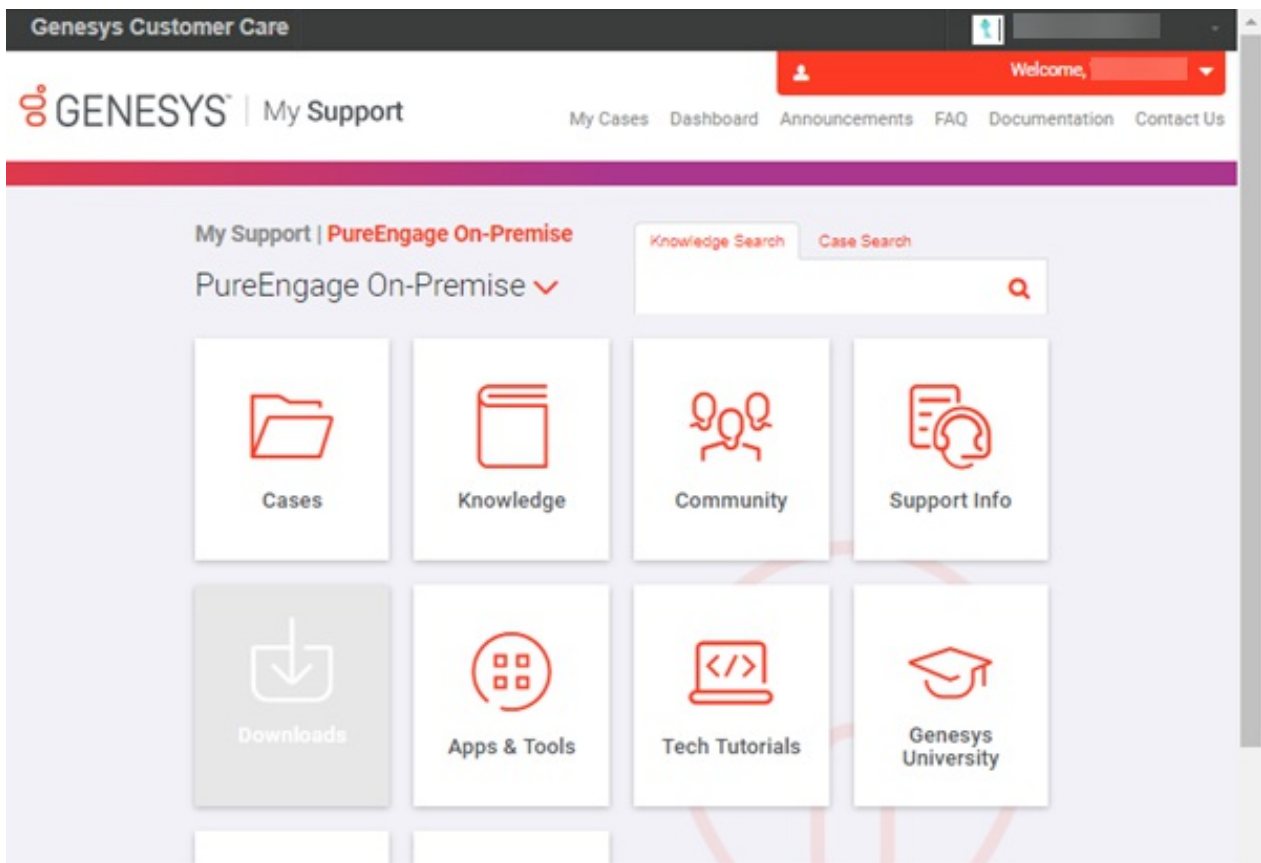 Genesys Customer Care
Welcome,
GENESYS™ | My Support
My Cases Dashboard Announcements FAQ Documentation Contact Us
My Support | PureEngage On-Premise
Knowledge Search Case Search
PureEngage On-Premise
Cases Knowledge Community Support Info
Downloads Apps & Tools Tech Tutorials Genesys
University